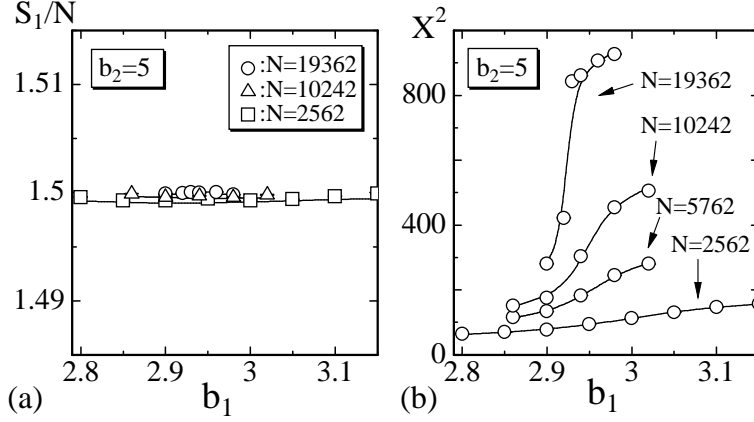 S₁/N
b₂=5
○:N=19362
△:N=10242
□:N=2562
1.51
1.5
1.49
2.8 2.9 3 3.1
(a)
b₁
X²
b₂=5
N=19362
N=10242
N=5762
N=2562
800
400
0
2.8 2.9 3 3.1
(b)
b₁